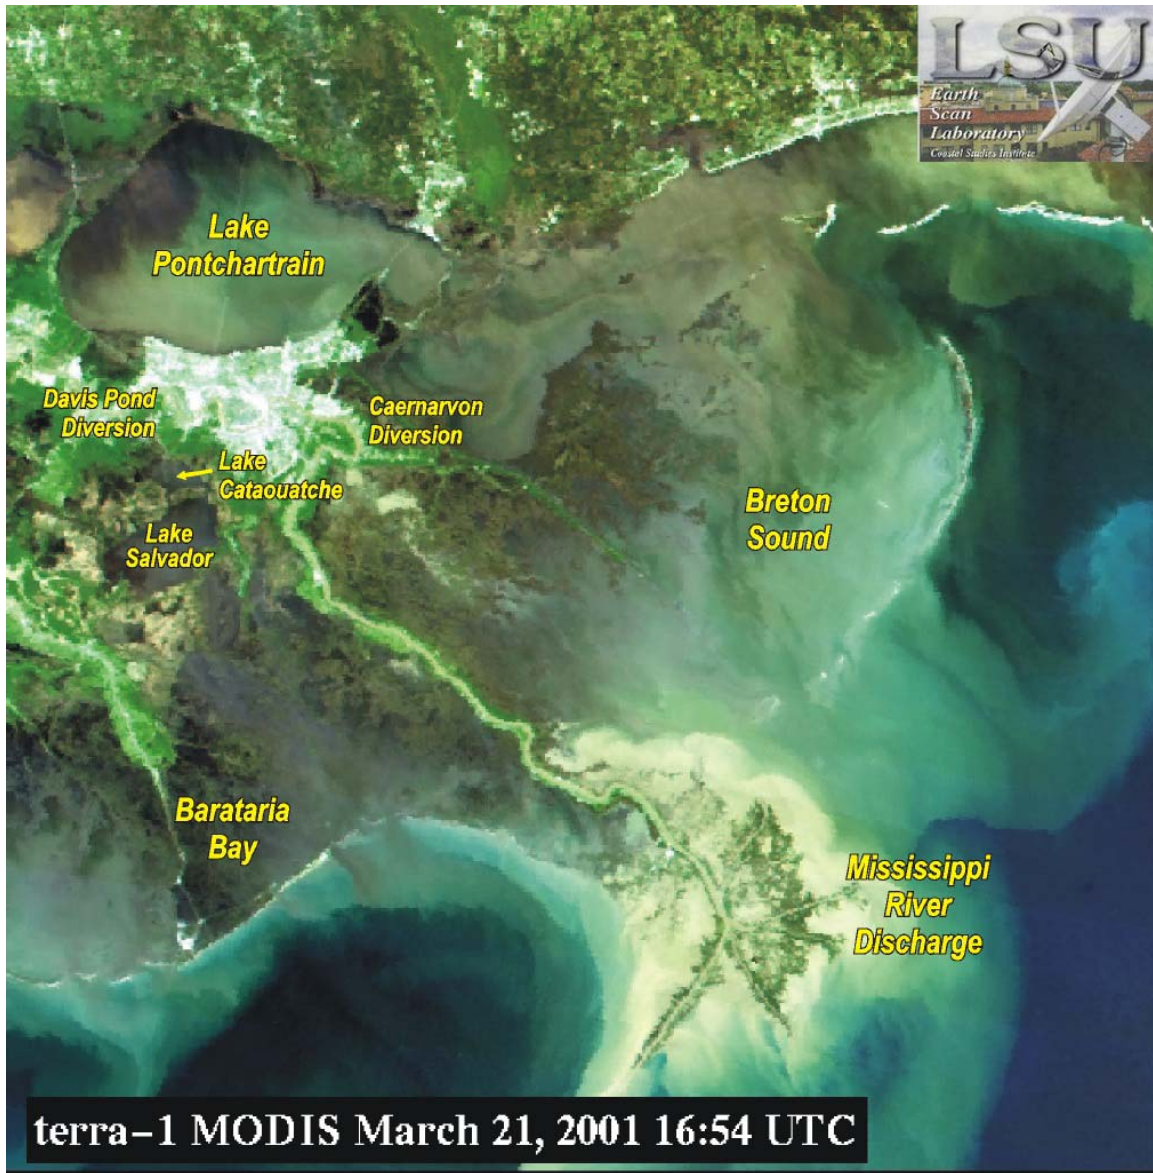 LSU
Earth
Scan
Laboratory
Coastal Studies Institute
Lake
Pontchartrain
Davis Pond
Diversion
Caernarvon
Diversion
Lake
Cataouatche
Lake
Salvador
Breton
Sound
Barataria
Bay
Mississippi
River
Discharge
terra-1 MODIS March 21, 2001 16:54 UTC